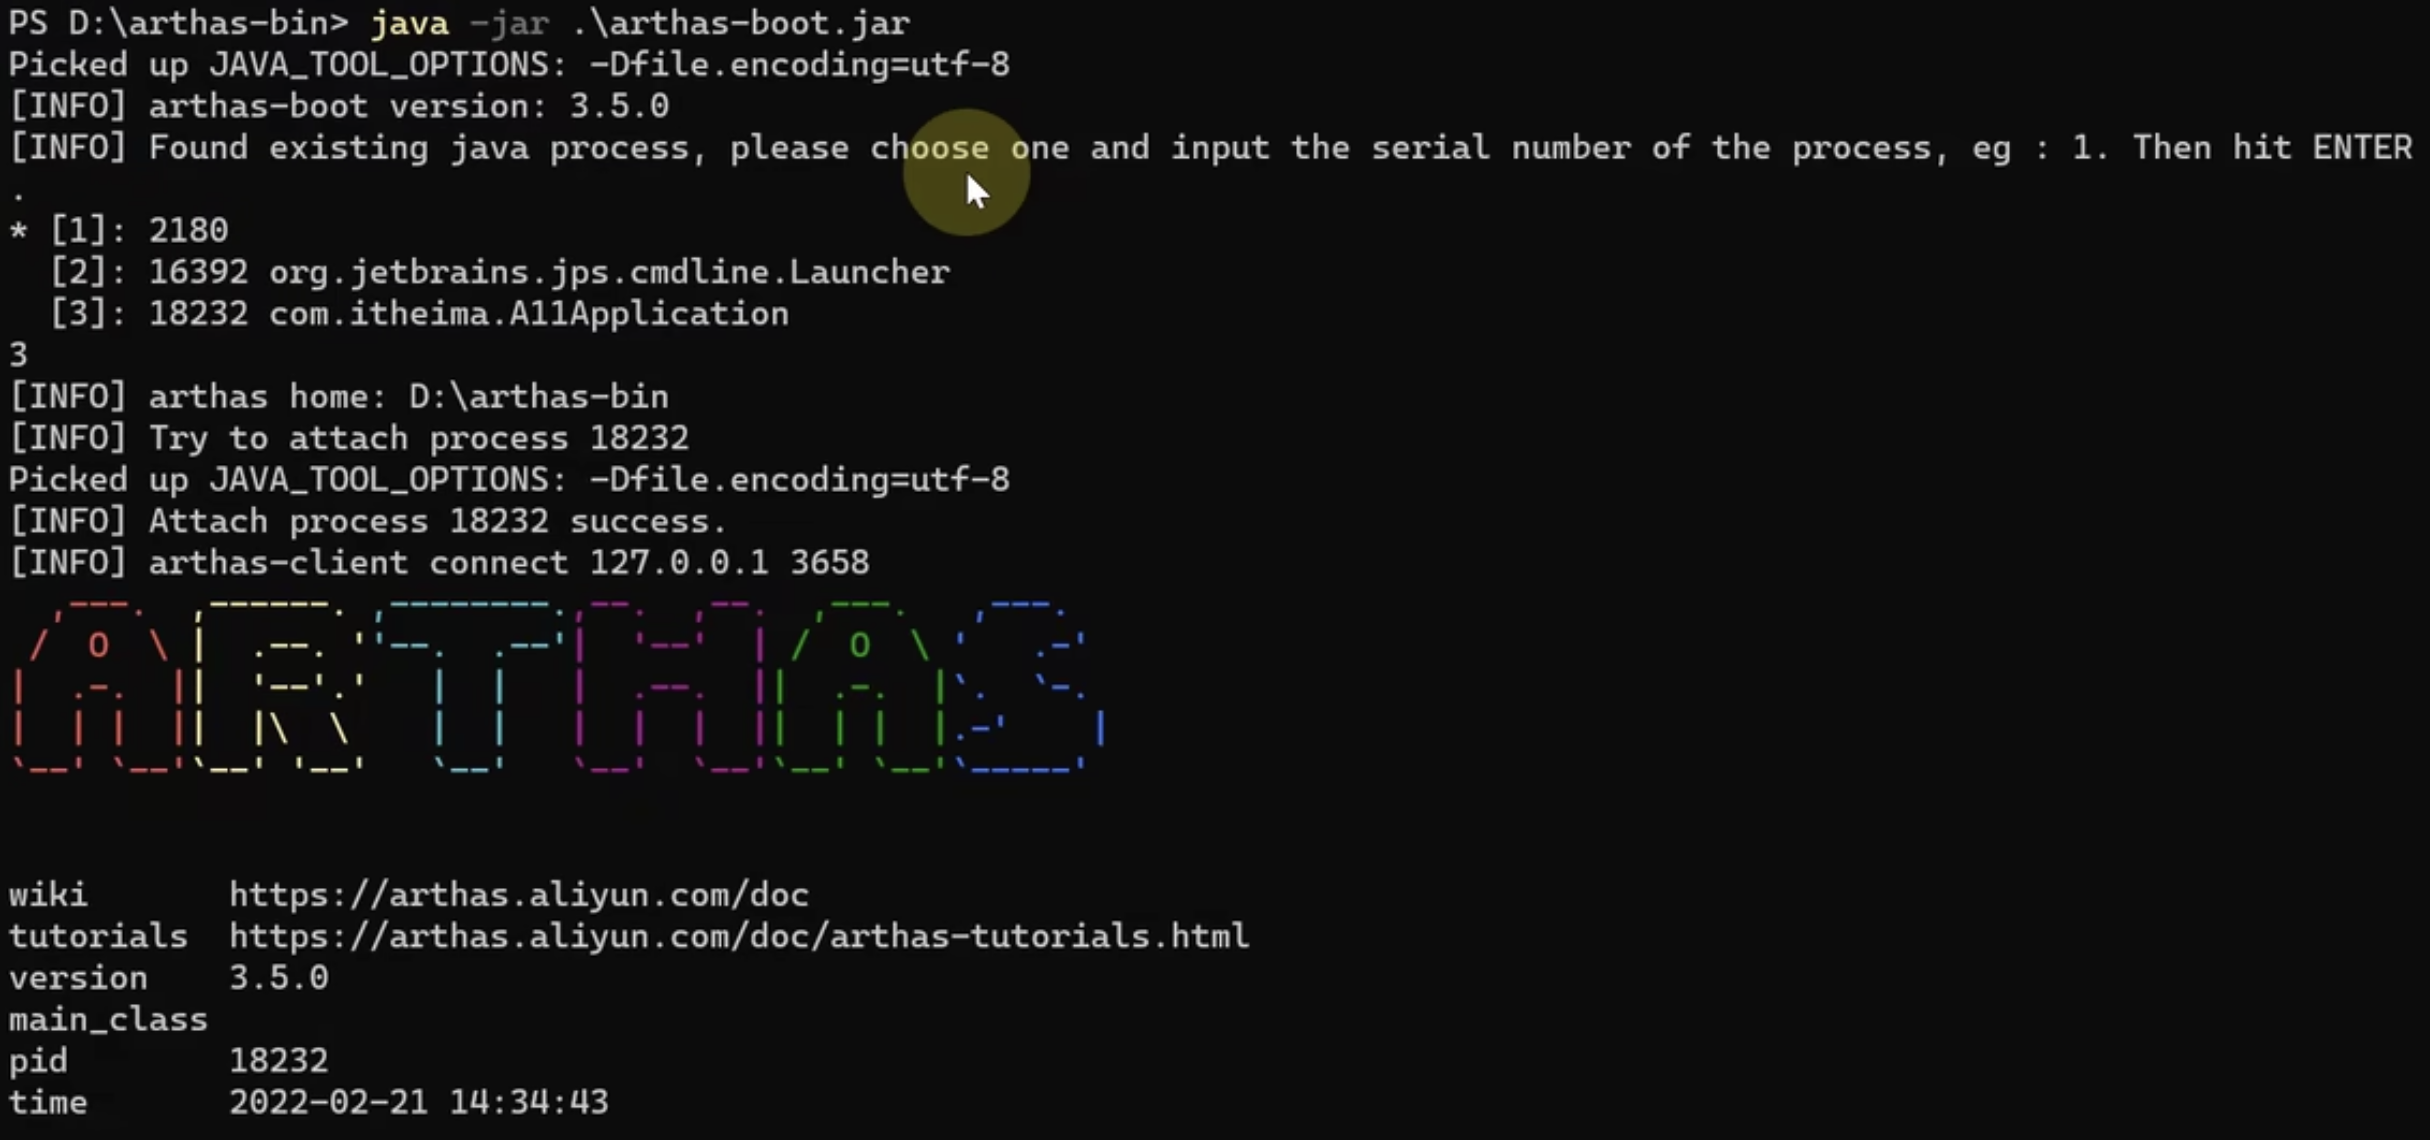 PS D:\arthas-bin> java -jar .\arthas-boot.jar
Picked up JAVA_TOOL_OPTIONS: -Dfile.encoding=utf-8
[INFO] arthas-boot version: 3.5.0
[INFO] Found existing java process, please choose one and input the serial number of the process, eg : 1. Then hit ENTER
.
* [1]: 2180
  [2]: 16392 org.jetbrains.jps.cmdline.Launcher
  [3]: 18232 com.itheima.A11Application
3
[INFO] arthas home: D:\arthas-bin
[INFO] Try to attach process 18232
Picked up JAVA_TOOL_OPTIONS: -Dfile.encoding=utf-8
[INFO] Attach process 18232 success.
[INFO] arthas-client connect 127.0.0.1 3658
ARTHAS
wiki       https://arthas.aliyun.com/doc
tutorials  https://arthas.aliyun.com/doc/arthas-tutorials.html
version    3.5.0
main_class
pid        18232
time       2022-02-21 14:34:43